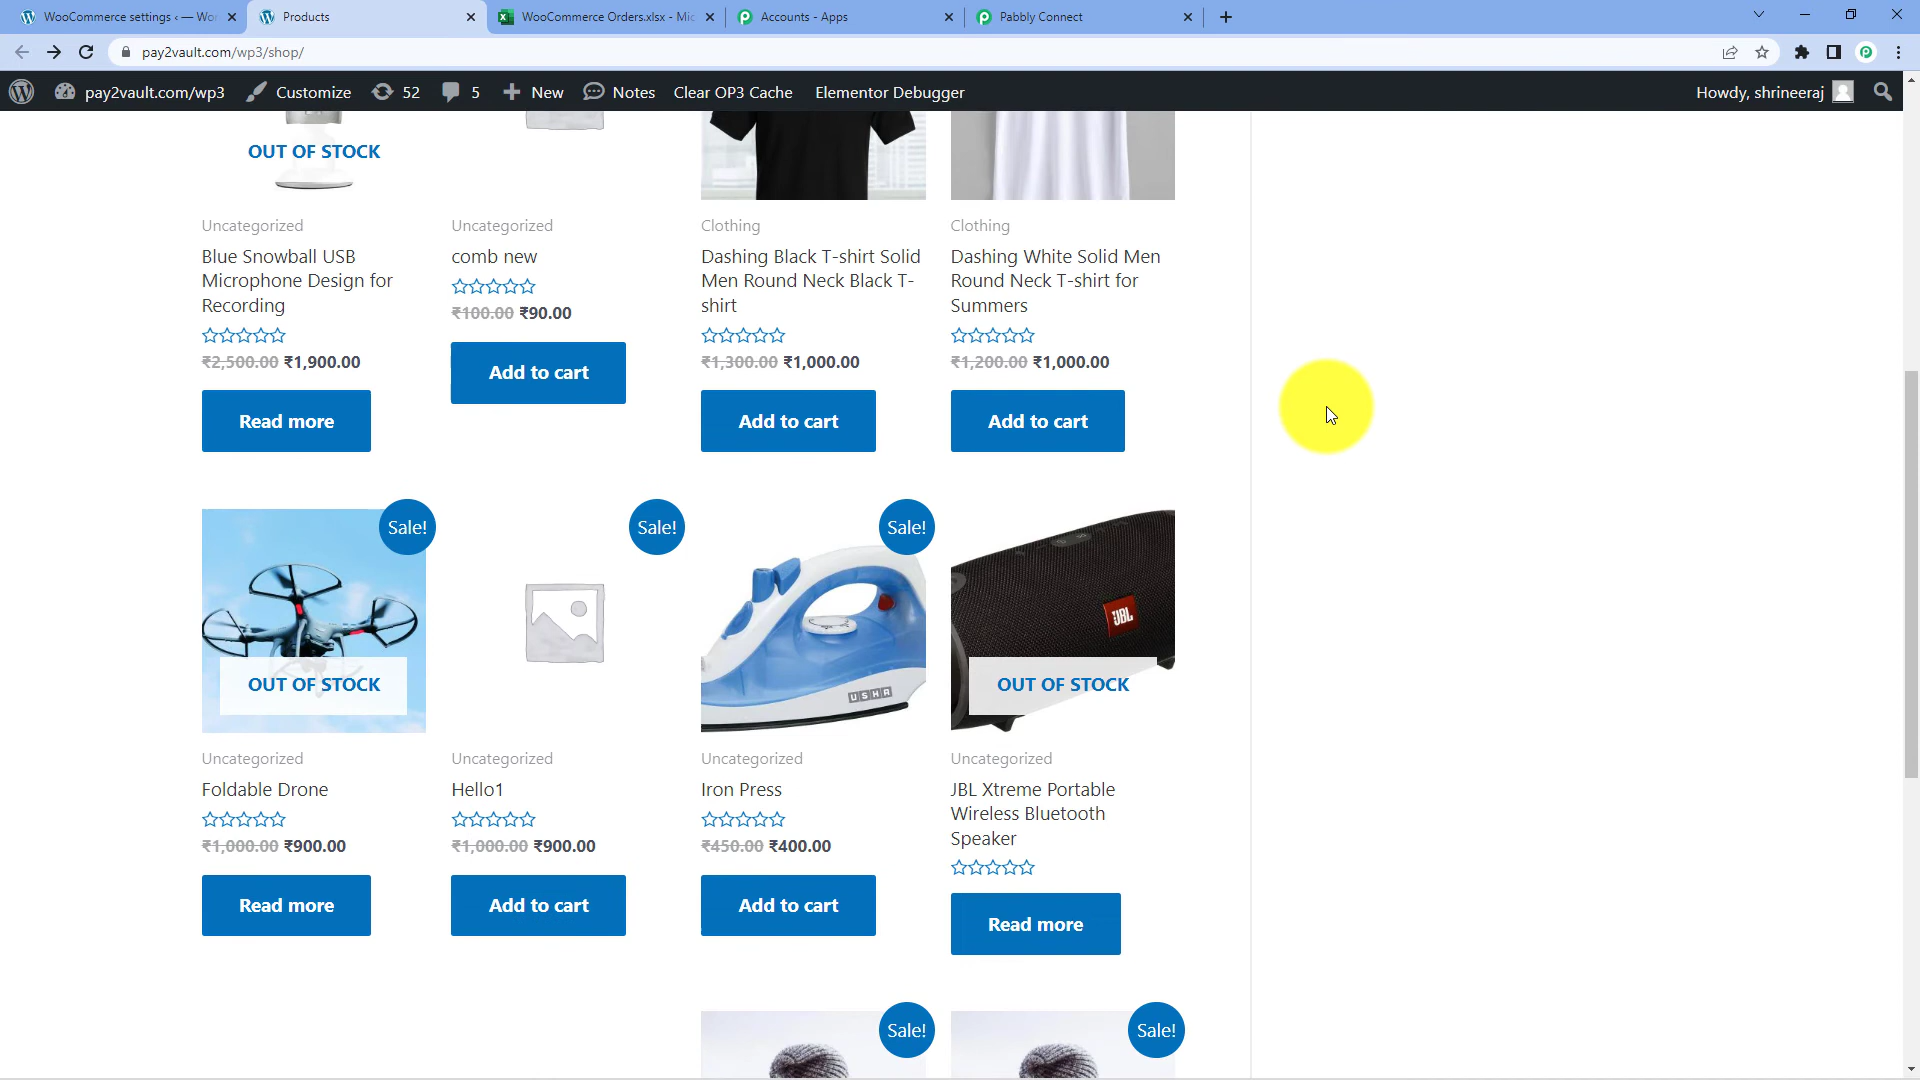 WooCommerce settings ‹ — Wor
Products
WooCommerce Orders.xlsx - Mic
Accounts - Apps
Pabbly Connect
pay2vault.com/wp3/shop/
pay2vault.com/wp3
Customize
52
5
New
Notes
Clear OP3 Cache
Elementor Debugger
Howdy, shrineeraj
OUT OF STOCK
Uncategorized
Blue Snowball USB
Microphone Design for
Recording
₹2,500.00 ₹1,900.00
Read more
Uncategorized
comb new
₹100.00 ₹90.00
Add to cart
Clothing
Dashing Black T-shirt Solid
Men Round Neck Black T-
shirt
₹1,300.00 ₹1,000.00
Add to cart
Clothing
Dashing White Solid Men
Round Neck T-shirt for
Summers
₹1,200.00 ₹1,000.00
Add to cart
Sale!
OUT OF STOCK
Uncategorized
Foldable Drone
₹1,000.00 ₹900.00
Read more
Sale!
Uncategorized
Hello1
₹1,000.00 ₹900.00
Add to cart
Sale!
USHA
Uncategorized
Iron Press
₹450.00 ₹400.00
Add to cart
JBL
OUT OF STOCK
Uncategorized
JBL Xtreme Portable
Wireless Bluetooth
Speaker
Read more
Sale!
Sale!